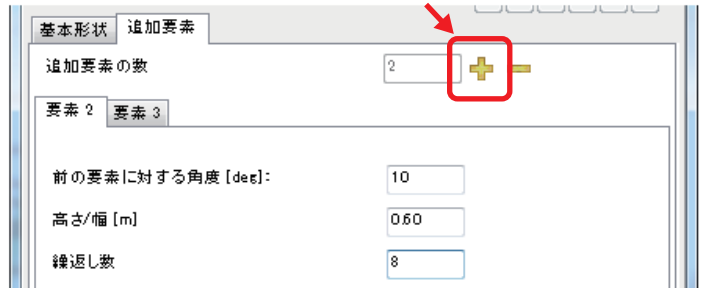 基本形状 追加要素
追加要素の数 2
要素 2 要素 3
前の要素に対する角度 [deg]: 10
高さ/幅 [m] 0.60
繰返し数 8